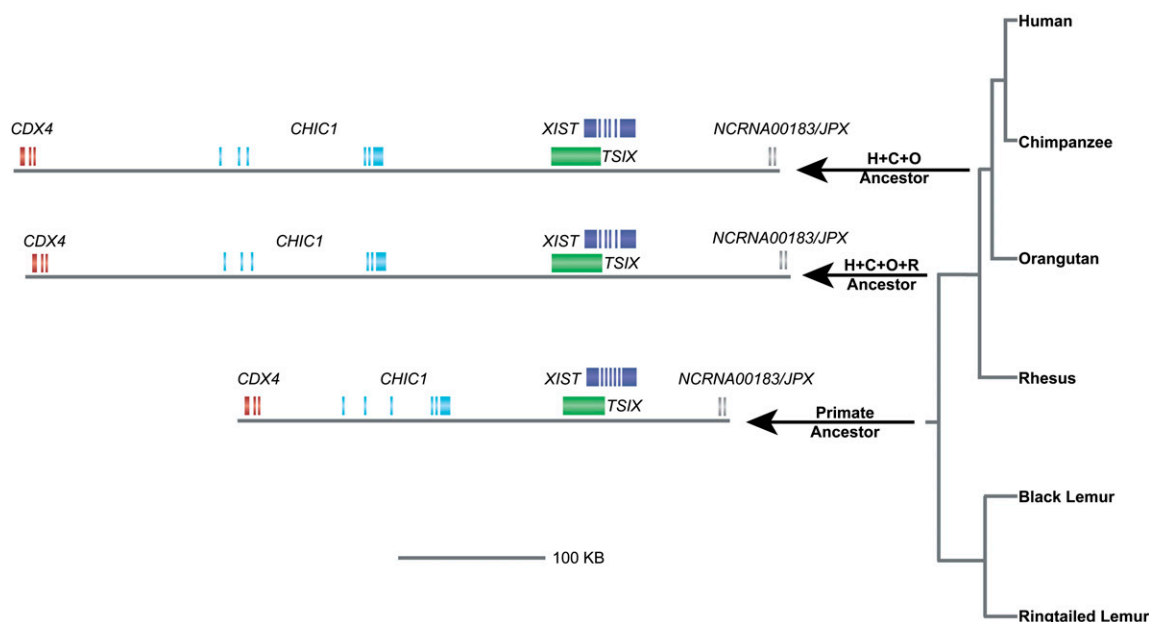 Human
CDX4
CHIC1
XIST
NCRNA00183/JPX
TSIX
Chimpanzee
H+C+O
Ancestor
CDX4
CHIC1
XIST
NCRNA00183/JPX
TSIX
Orangutan
H+C+O+R
Ancestor
CDX4
CHIC1
XIST
NCRNA00183/JPX
Rhesus
TSIX
Primate
Ancestor
Black Lemur
100 KB
Ringtailed Lemur